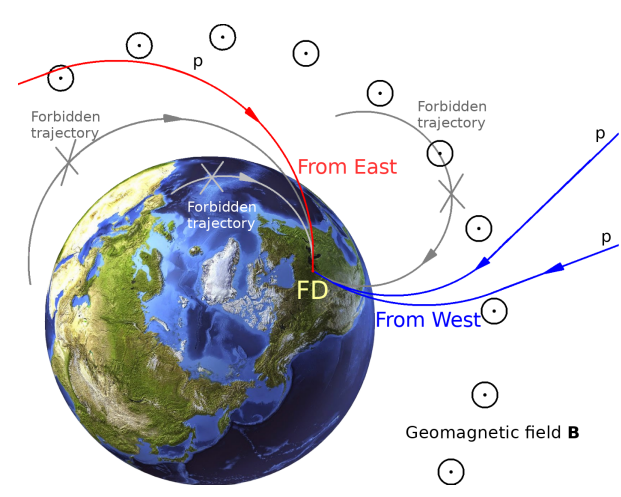 p
Forbidden
trajectory
Forbidden
trajectory
p
From East
Forbidden
trajectory
p
FD
From West
Geomagnetic field B